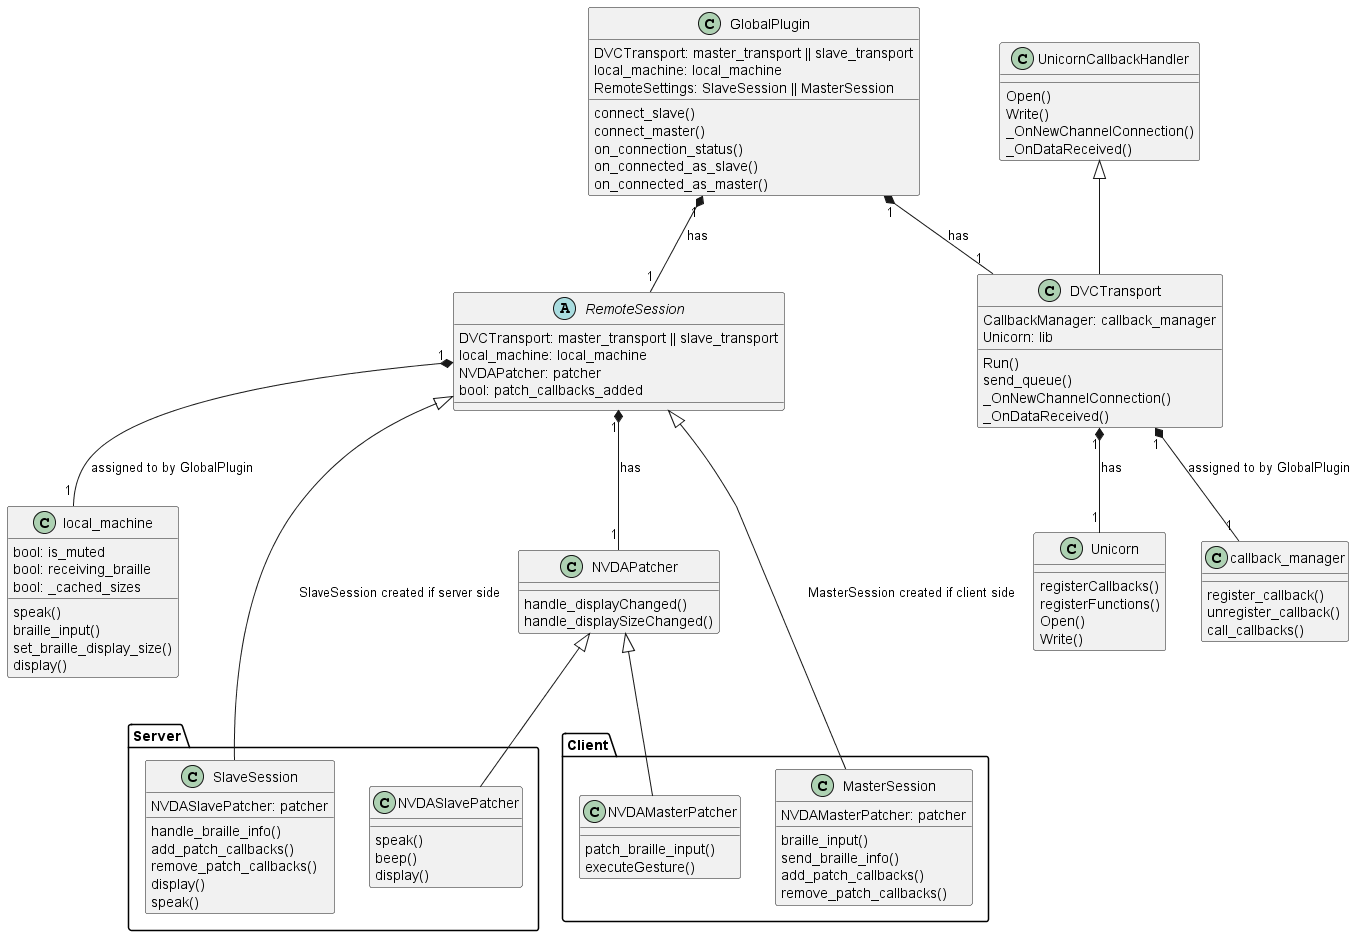 C GlobalPlugin
DVCTransport: master_transport || slave_transport
local_machine: local_machine
RemoteSettings: SlaveSession || MasterSession
connect_slave()
connect_master()
on_connection_status()
on_connected_as_slave()
on_connected_as_master()
C UnicornCallbackHandler
Open()
Write()
_OnNewChannelConnection()
_OnDataReceived()
1
has
1
1
has
1
A RemoteSession
DVCTransport: master_transport || slave_transport
local_machine: local_machine
NVDAPatcher: patcher
bool: patch_callbacks_added
C DVCTransport
CallbackManager: callback_manager
Unicorn: lib
Run()
send_queue()
_OnNewChannelConnection()
_OnDataReceived()
1
assigned to by GlobalPlugin
1
1
has
1
1
has
1
1
assigned to by GlobalPlugin
1
C local_machine
bool: is_muted
bool: receiving_braille
bool: _cached_sizes
speak()
braille_input()
set_braille_display_size()
display()
SlaveSession created if server side
C NVDAPatcher
handle_displayChanged()
handle_displaySizeChanged()
MasterSession created if client side
C Unicorn
registerCallbacks()
registerFunctions()
Open()
Write()
C callback_manager
register_callback()
unregister_callback()
call_callbacks()
Server
C SlaveSession
NVDASlavePatcher: patcher
handle_braille_info()
add_patch_callbacks()
remove_patch_callbacks()
display()
speak()
C NVDASlavePatcher
speak()
beep()
display()
Client
C NVDAMasterPatcher
patch_braille_input()
executeGesture()
C MasterSession
NVDAMasterPatcher: patcher
braille_input()
send_braille_info()
add_patch_callbacks()
remove_patch_callbacks()